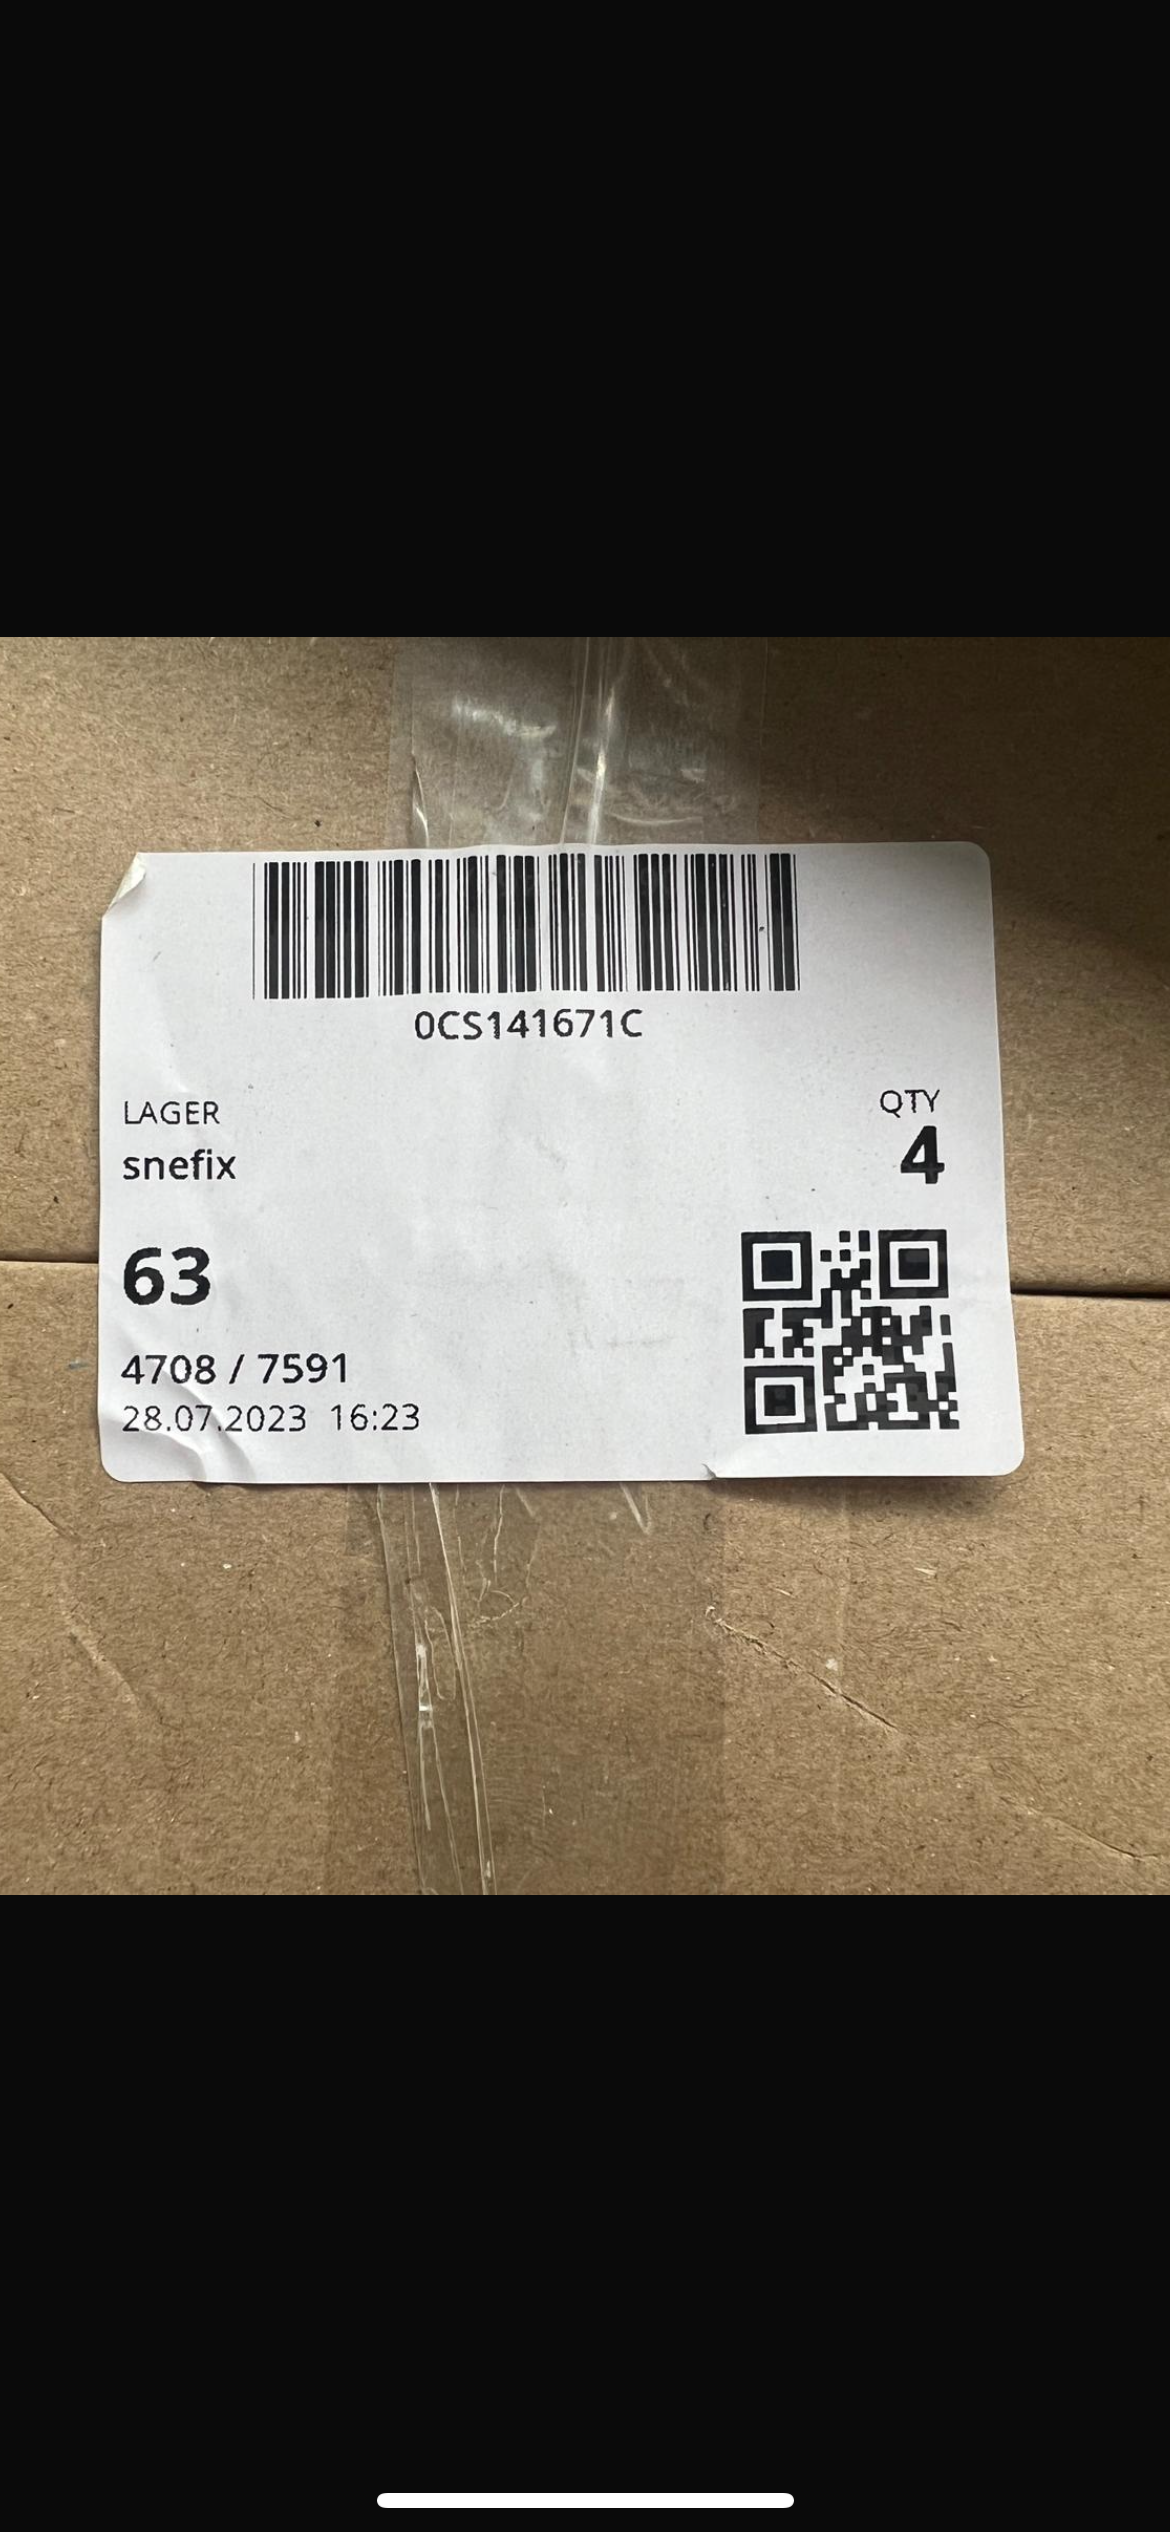 0CS141671C
LAGER
QTY
snefix
4
63
4708 / 7591
28.07.2023 16:23